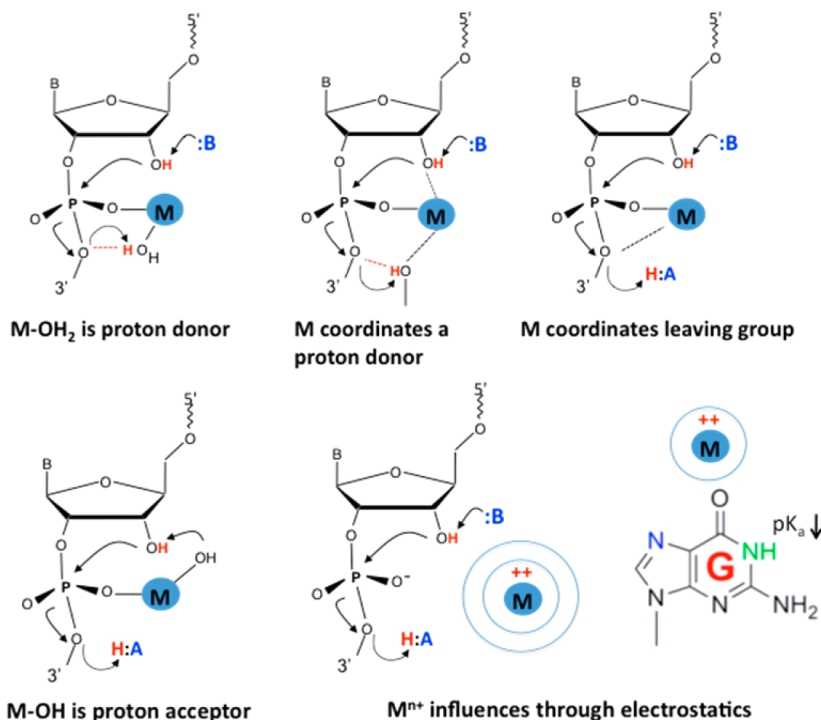 5'
O
B
O
O
OH
:B
P
O
M
O
O
H
O
H
3'
M-OH₂ is proton donor
5'
O
B
O
O
OH
:B
P
O
M
O
O
HO
3'
M coordinates a
proton donor
5'
O
B
O
O
OH
:B
P
O
M
O
O
H:A
3'
M coordinates leaving group
5'
O
B
O
O
OH
OH
P
O
M
O
O
H:A
3'
M-OH is proton acceptor
5'
O
B
O
O
OH
:B
P
O⁻
O
O
H:A
3'
++
M
++
M
O
pKₐ↓
N
NH
G
N
N
NH₂
Mⁿ⁺ influences through electrostatics